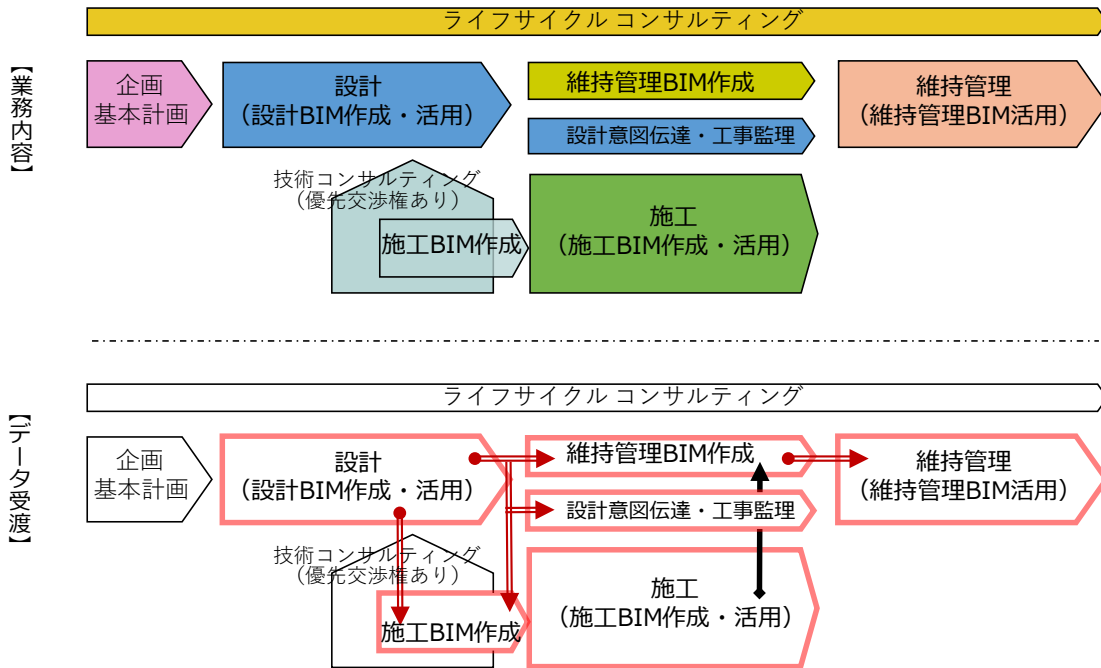 【業務内容】
ライフサイクル コンサルティング
企画
基本計画
設計
（設計BIM作成・活用）
維持管理BIM作成
設計意図伝達・工事監理
維持管理
（維持管理BIM活用）
技術コンサルティング
（優先交渉権あり）
施工BIM作成
施工
（施工BIM作成・活用）
【データ受渡】
ライフサイクル コンサルティング
企画
基本計画
設計
（設計BIM作成・活用）
維持管理BIM作成
設計意図伝達・工事監理
維持管理
（維持管理BIM活用）
技術コンサルティング
（優先交渉権あり）
施工BIM作成
施工
（施工BIM作成・活用）